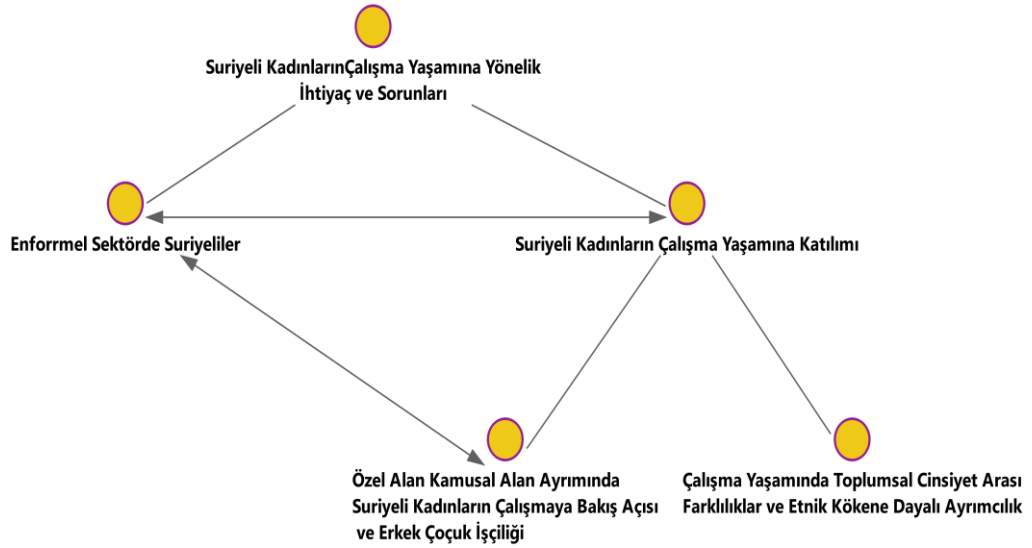 Suriyeli KadınlarınÇalışma Yaşamına Yönelik
İhtiyaç ve Sorunları
Enforrmel Sektörde Suriyeliler
Suriyeli Kadınların Çalışma Yaşamına Katılımı
Özel Alan Kamusal Alan Ayrımında
Suriyeli Kadınların Çalışmaya Bakış Açısı
ve Erkek Çoçuk İşçiliği
Çalışma Yaşamında Toplumsal Cinsiyet Arası
Farklılıklar ve Etnik Kökene Dayalı Ayrımcılık